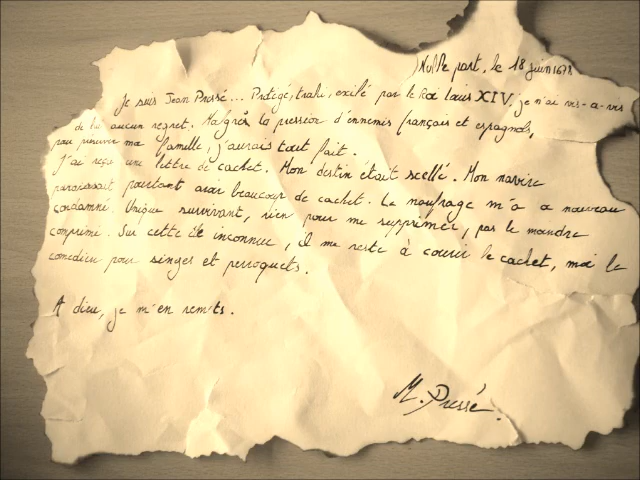 Nulle part, le 18 juin 1678
Je suis Jean Pressé... Protégé, trahi, exilé par le Roi Louis XIV, je n'ai vis-à-vis
de lui aucun regret. Malgrés la pression d'ennemis français et espagnols,
pour préserver ma famille, j'aurais tout fait.
J'ai reçu une lettre de cachet. Mon destin était scellé. Mon navire
paraissait pourtant avoir beaucoup de cachet. Le naufrage m'a à nouveau
condamné. Unique survivant, rien pour me supprimer, pas le moindre
comprimé. Sur cette île inconnue, il me reste à courir le cachet, moi le
comédien pour singes et perroquets.
A dieu, je m'en remets.
M. Pressé.